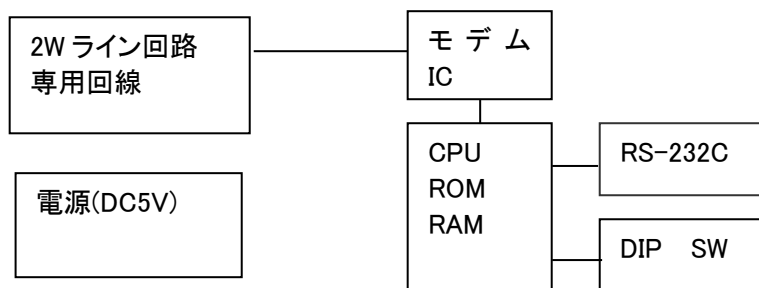 2W ライン回路
専用回線
モ デ ム
IC
CPU
ROM
RAM
RS-232C
電源(DC5V)
DIP SW